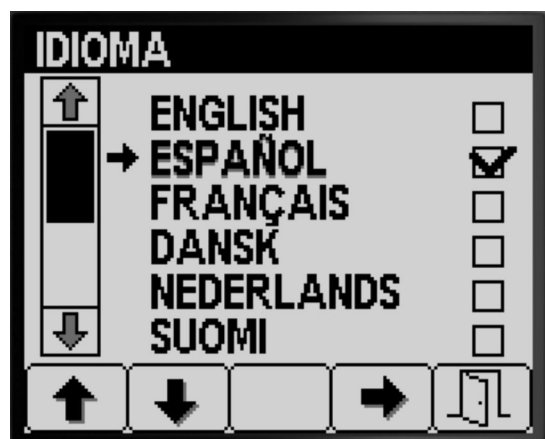 IDIOMA
ENGLISH
ESPAÑOL
FRANÇAIS
DANSK
NEDERLANDS
SUOMI